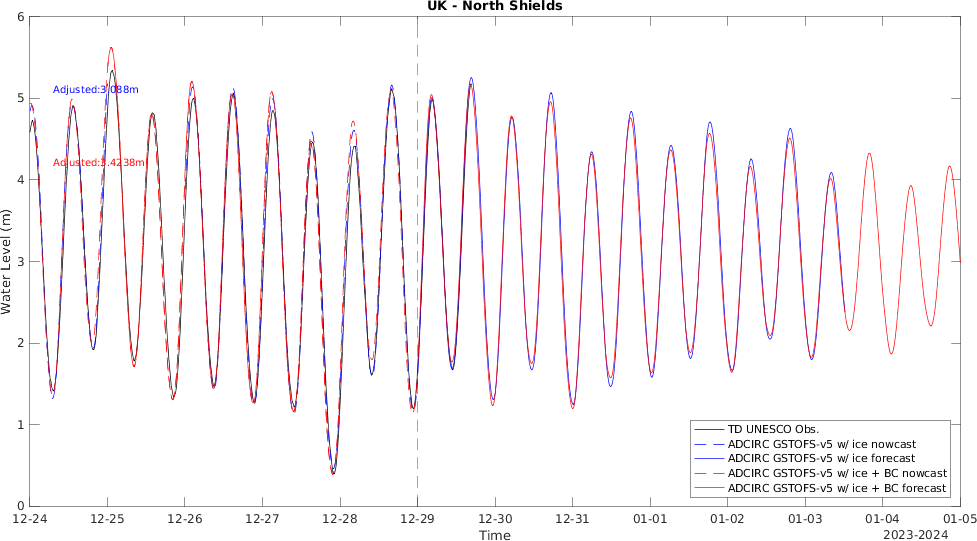 UK - North Shields
6
5
4
3
2
1
0
Water Level (m)
Adjusted:3.088m
Adjusted:3.4238m
TD UNESCO Obs.
ADCIRC GSTOFS-v5 w/ ice nowcast
ADCIRC GSTOFS-v5 w/ ice forecast
ADCIRC GSTOFS-v5 w/ ice + BC nowcast
ADCIRC GSTOFS-v5 w/ ice + BC forecast
12-24 12-25 12-26 12-27 12-28 12-29 12-30 12-31 01-01 01-02 01-03 01-04 01-05
Time
2023-2024